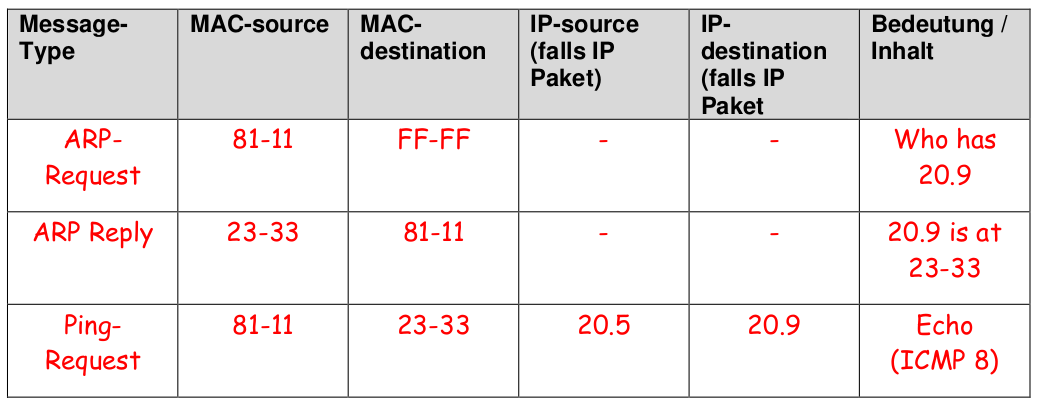 Message-Type MAC-source MAC-destination IP-source (falls IP Paket) IP-destination (falls IP Paket Bedeutung / Inhalt
ARP-Request 81-11 FF-FF - - Who has 20.9
ARP Reply 23-33 81-11 - - 20.9 is at 23-33
Ping-Request 81-11 23-33 20.5 20.9 Echo (ICMP 8)